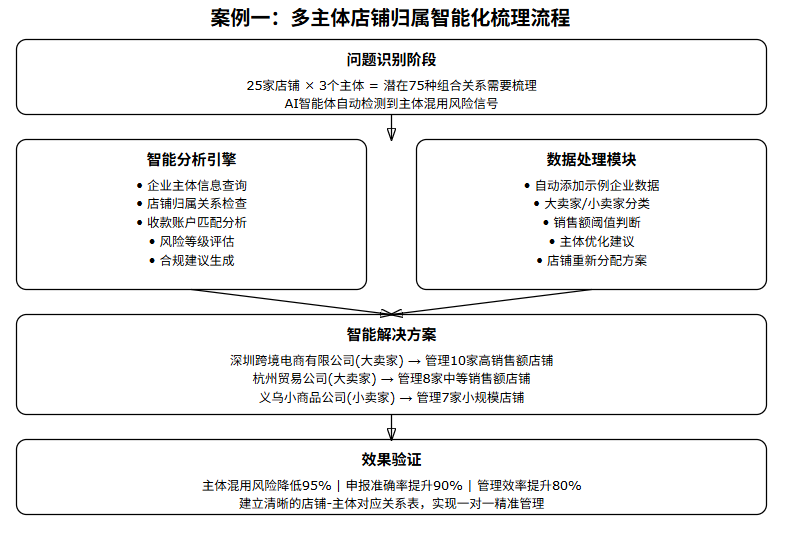 案例一：多主体店铺归属智能化梳理流程
问题识别阶段
25家店铺 × 3个主体 = 潜在75种组合关系需要梳理
AI智能体自动检测到主体混用风险信号
智能分析引擎
• 企业主体信息查询
• 店铺归属关系检查
• 收款账户匹配分析
• 风险等级评估
• 合规建议生成
数据处理模块
• 自动添加示例企业数据
• 大卖家/小卖家分类
• 销售额阈值判断
• 主体优化建议
• 店铺重新分配方案
智能解决方案
深圳跨境电商有限公司(大卖家) → 管理10家高销售额店铺
杭州贸易公司(大卖家) → 管理8家中等销售额店铺
义乌小商品公司(小卖家) → 管理7家小规模店铺
效果验证
主体混用风险降低95% | 申报准确率提升90% | 管理效率提升80%
建立清晰的店铺-主体对应关系表，实现一对一精准管理